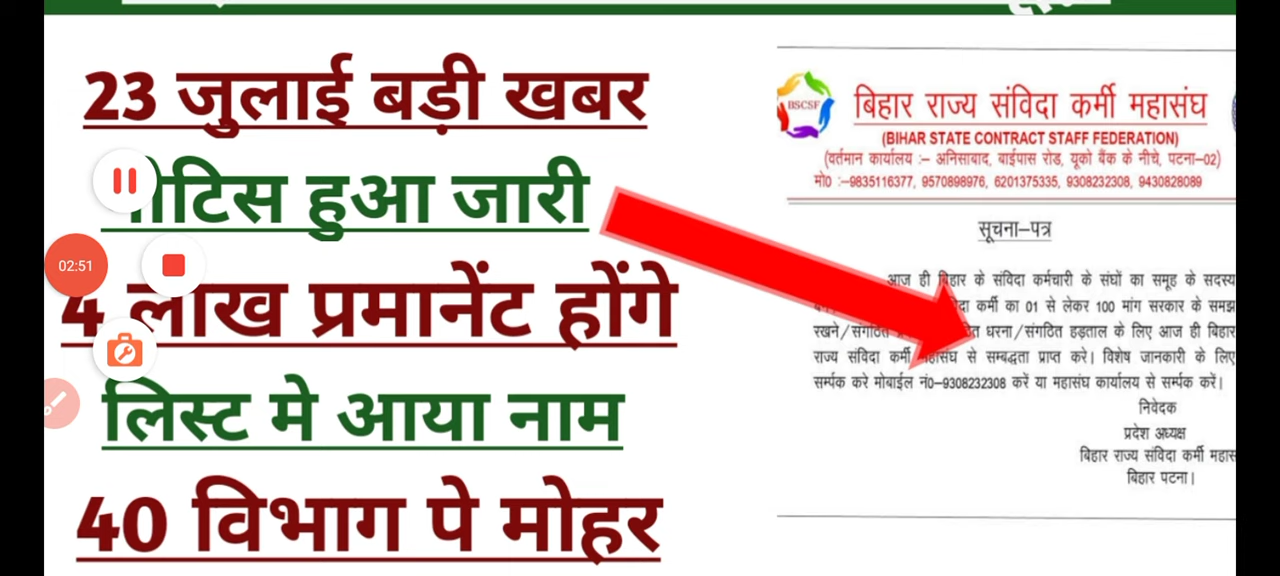 23 जुलाई बड़ी खबर
हुआ जारी
4 लाख प्रमानेंट होंगे
लिस्ट मे आया नाम
40 विभाग पे मोहर
02:51
BSCSF
बिहार राज्य संविदा कर्मी महासंघ
(BIHAR STATE CONTRACT STAFF FEDERATION)
(वर्तमान कार्यालय :– अनिसाबाद, बाईपास रोड, यूको बैंक के नीचे, पटना–02)
मो0 :–9835116377, 9570898976, 6201375335, 9308232308, 9430828089
सूचना–पत्र
आज ही बिहार के संविदा कर्मचारी के संघों का समूह के सदस्य
कर्मी का 01 से लेकर 100 मांग सरकार के समझ
रखने/संगठित धरना/संगठित हड़ताल के लिए आज ही बिहार
राज्य संविदा कर्मी महासंघ से सम्बद्धता प्राप्त करे। विशेष जानकारी के लिए
सर्म्पक करे मोबाईल नं0–9308232308 करें या महासंघ कार्यालय से सर्म्पक करें।
निवेदक
प्रदेश अध्यक्ष
बिहार राज्य संविदा कर्मी महास
बिहार पटना।